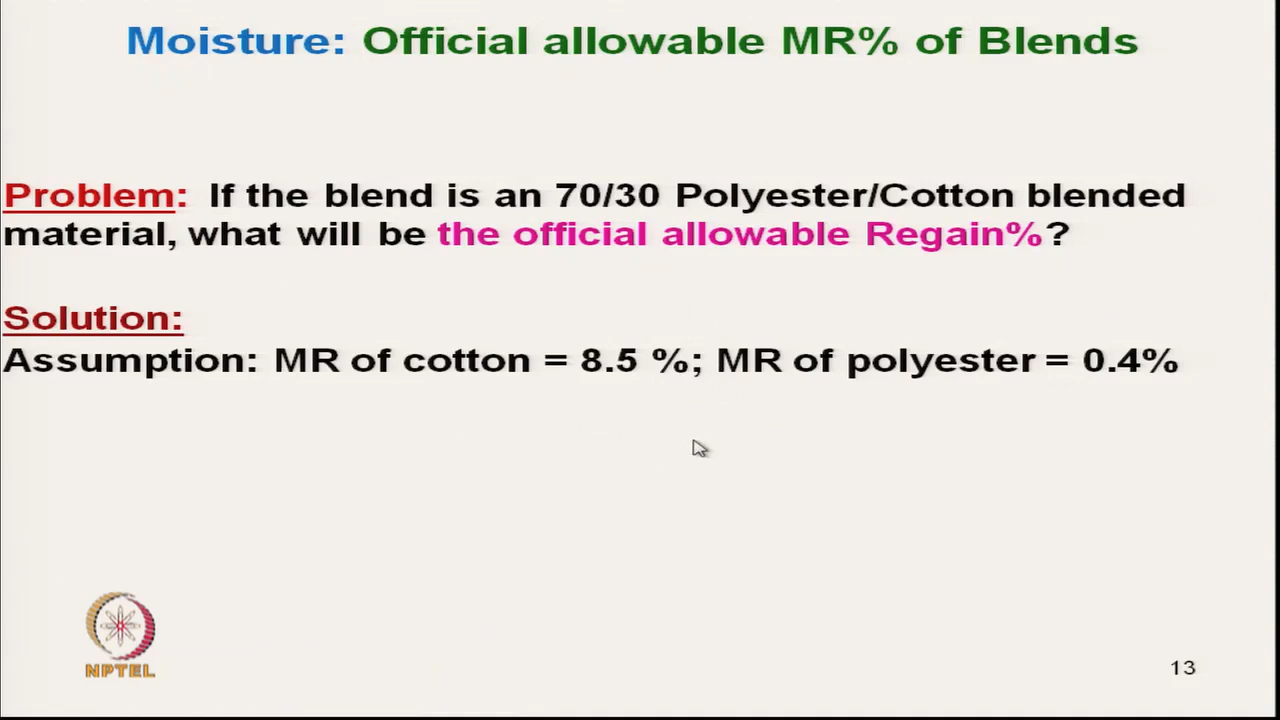 Moisture: Official allowable MR% of Blends
Problem: If the blend is an 70/30 Polyester/Cotton blended
material, what will be the official allowable Regain%?
Solution:
Assumption: MR of cotton = 8.5 %; MR of polyester = 0.4%
NPTEL
13